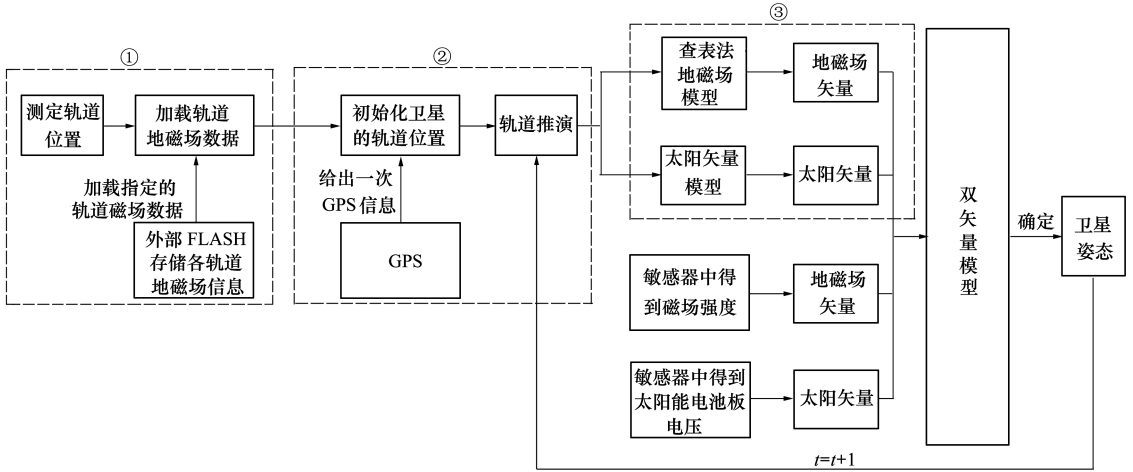 ①
测定轨道
位置
加载轨道
地磁场数据
加载指定的
轨道磁场数据
外部 FLASH
存储各轨道
地磁场信息
②
初始化卫星
的轨道位置
轨道推演
给出一次
GPS 信息
GPS
③
查表法
地磁场
模型
地磁场
矢量
太阳矢量
模型
太阳矢量
敏感器中得
到磁场强度
地磁场
矢量
敏感器中得到
太阳能电池板
电压
太阳矢量
双
矢
量
模
型
确定
卫星
姿态
t=t+1